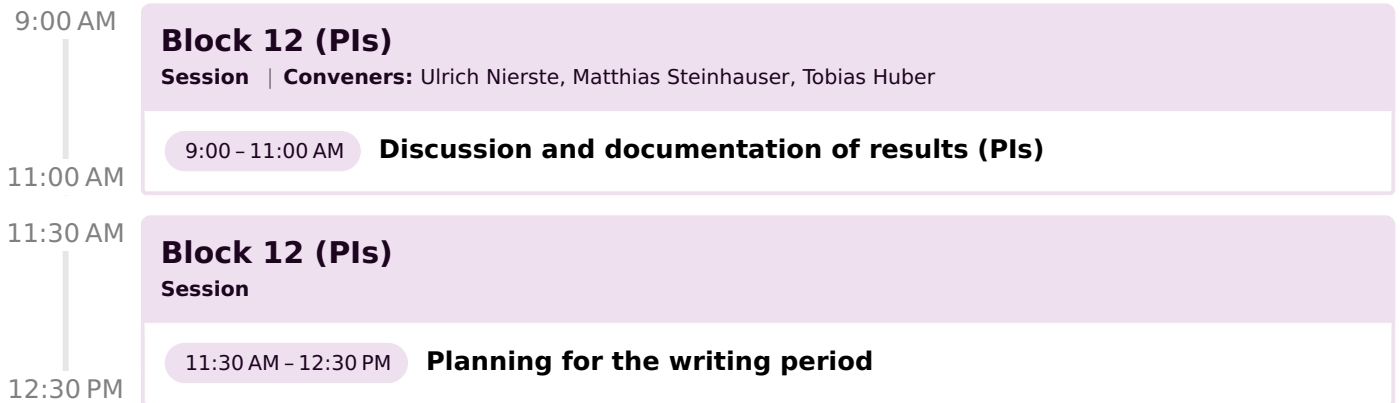 9:00 AM
Block 12 (PIs)
Session | Conveners: Ulrich Nierste, Matthias Steinhauser, Tobias Huber
9:00 – 11:00 AM Discussion and documentation of results (PIs)
11:00 AM
11:30 AM
Block 12 (PIs)
Session
11:30 AM – 12:30 PM Planning for the writing period
12:30 PM